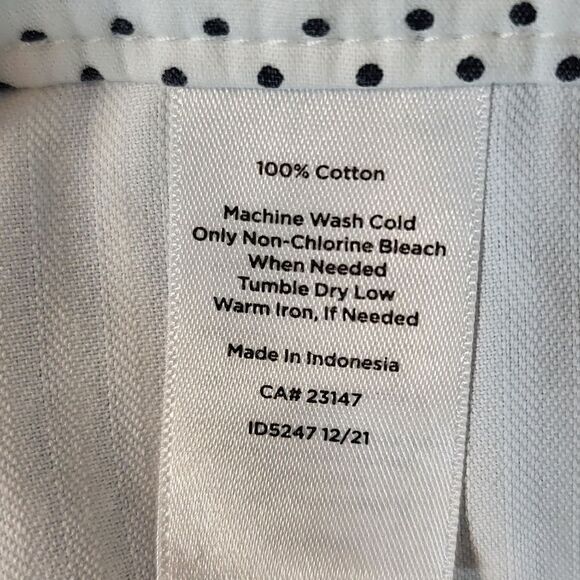 100% Cotton
Machine Wash Cold
Only Non-Chlorine Bleach
When Needed
Tumble Dry Low
Warm Iron, If Needed
Made In Indonesia
CA# 23147
ID5247 12/21